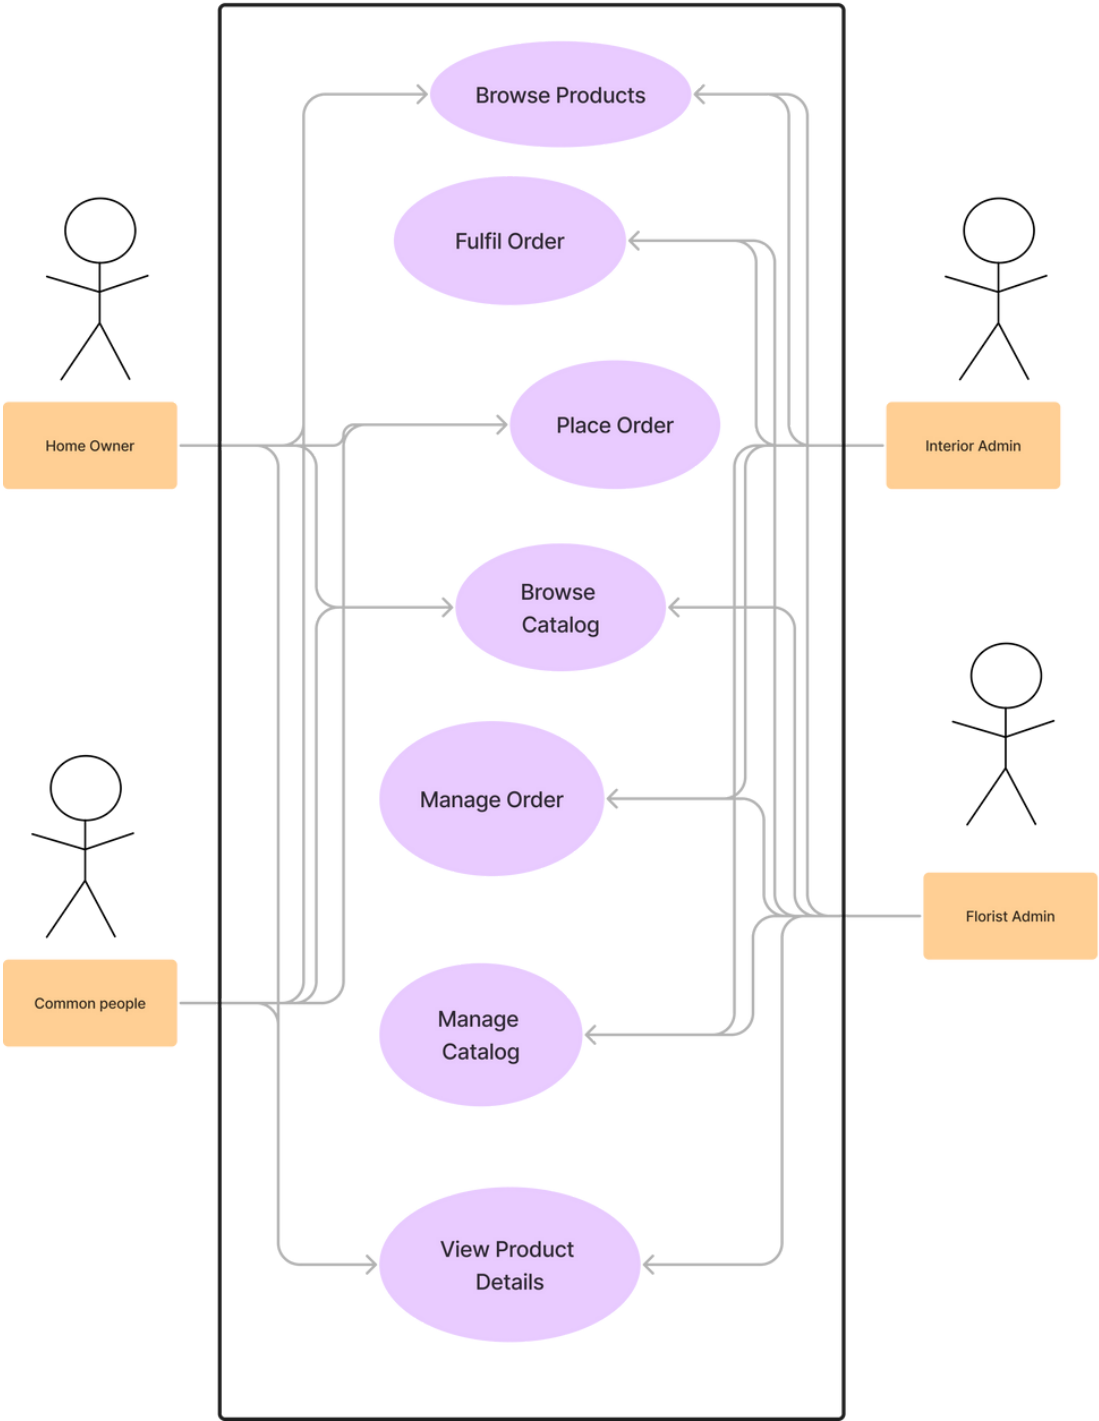 Browse Products
Fulfil Order
Place Order
Home Owner
Interior Admin
Browse
Catalog
Manage Order
Florist Admin
Common people
Manage
Catalog
View Product
Details